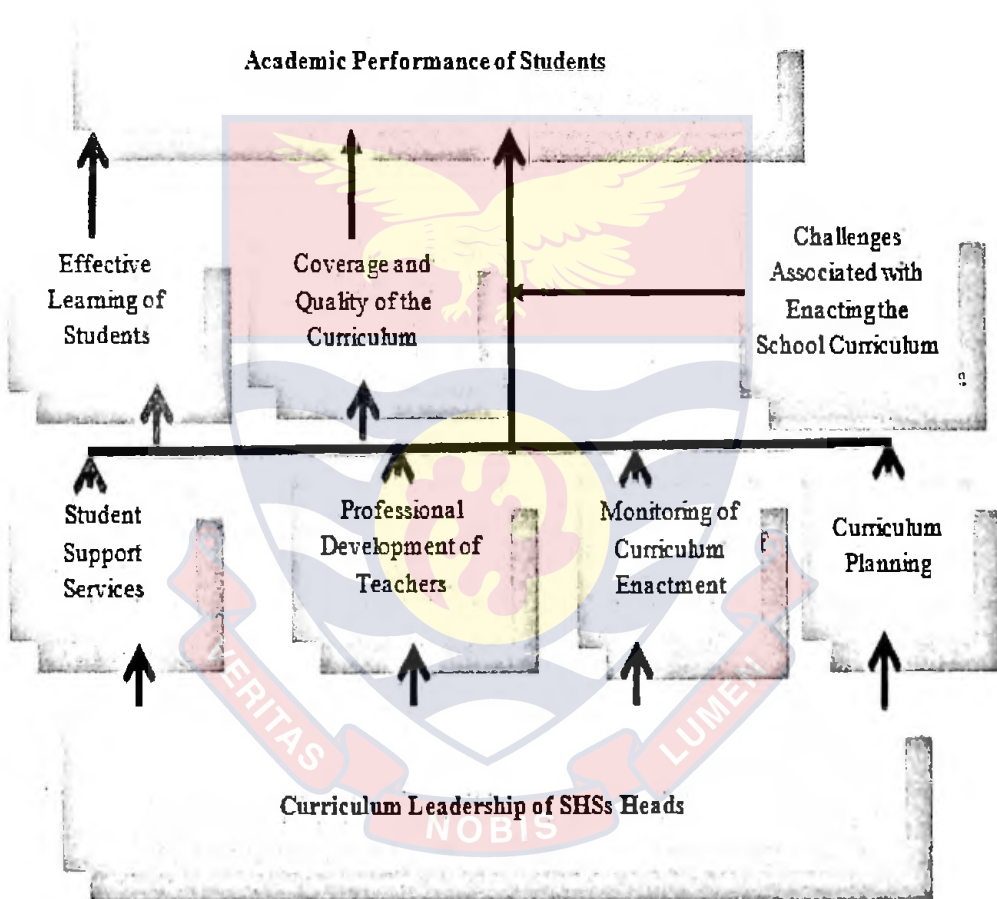 Academic Performance of Students
Effective
Learning of
Students
Coverage and
Quality of the
Curriculum
Challenges
Associated with
Enacting the
School Curriculum
Student
Support
Services
Professional
Development of
Teachers
Monitoring of
Curriculum
Enactment
Curriculum
Planning
Curriculum Leadership of SHSs Heads
VERITAS
NOBIS
LUMEN